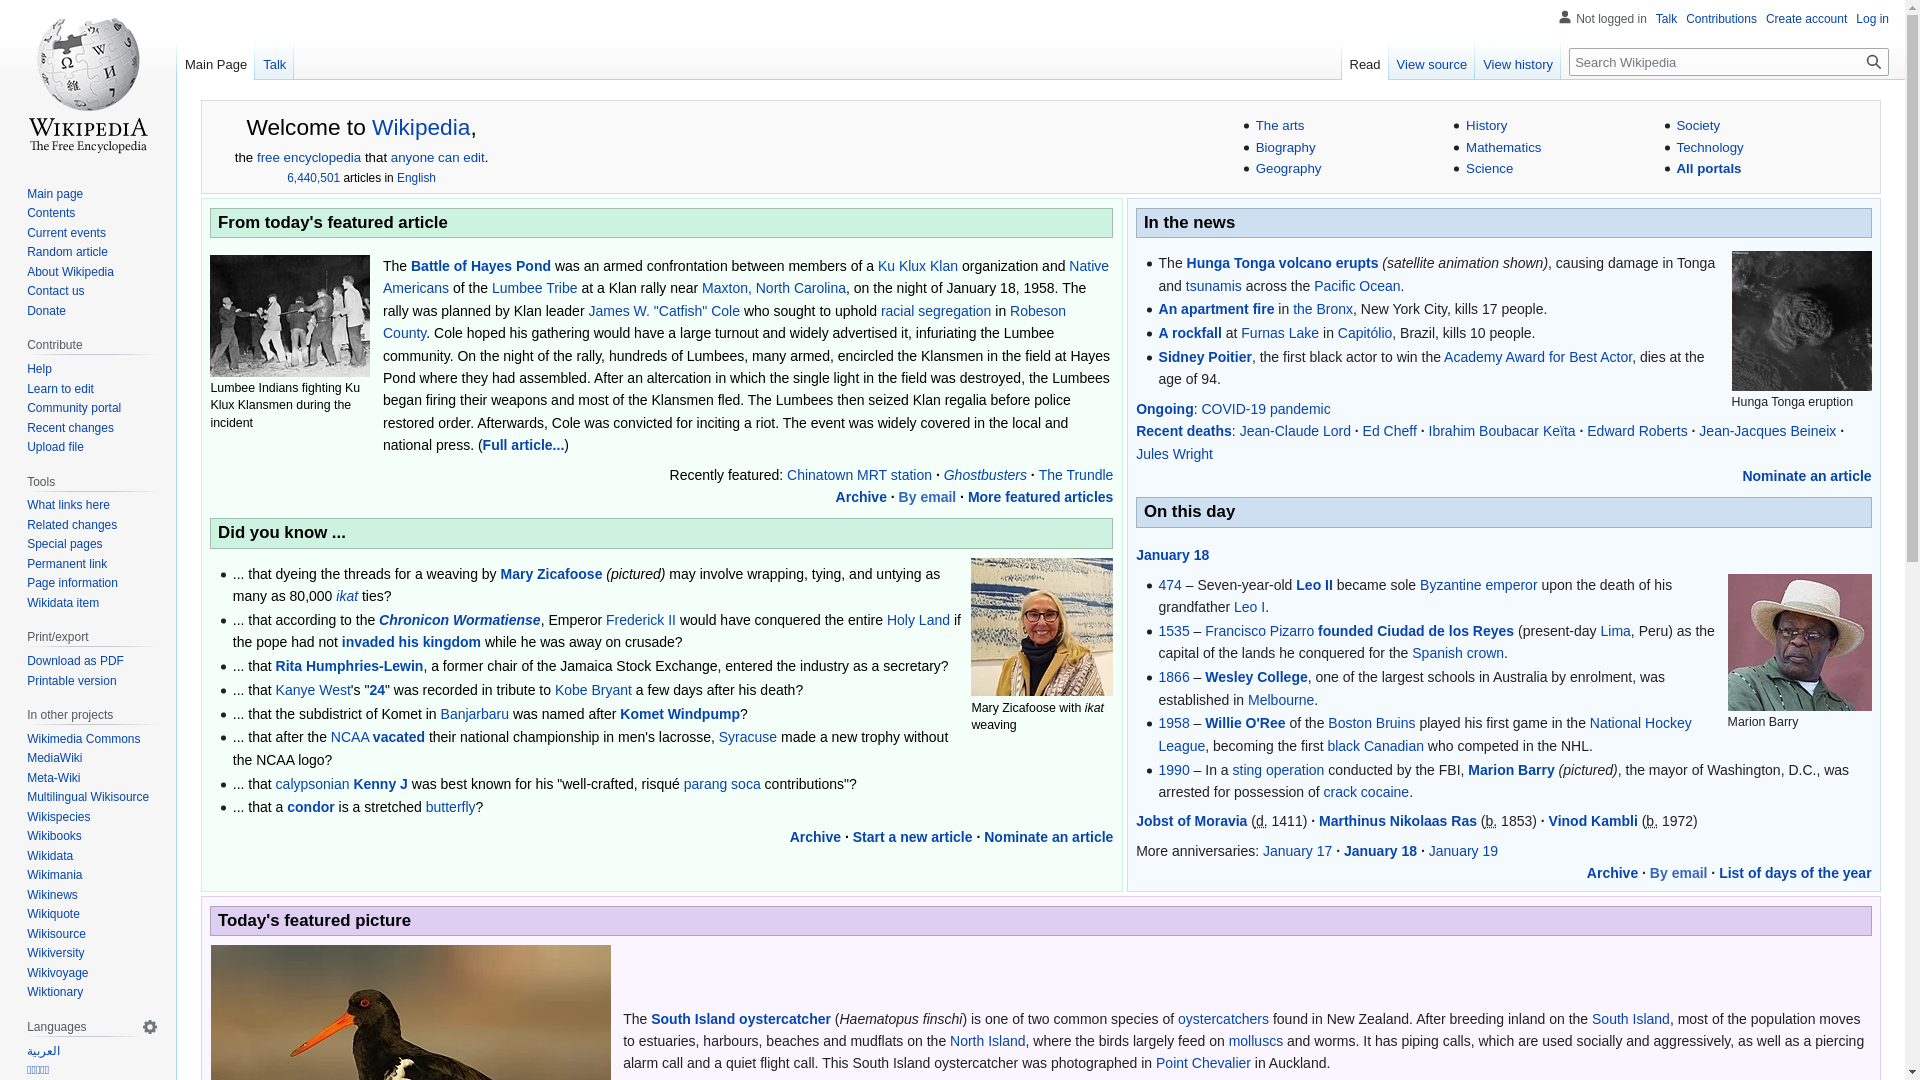 Not logged in Talk Contributions Create account Log in
Main Page Talk
Read View source View history Search Wikipedia
WIKIPEDIA
The Free Encyclopedia
Main page
Contents
Current events
Random article
About Wikipedia
Contact us
Donate
Contribute
Help
Learn to edit
Community portal
Recent changes
Upload file
Tools
What links here
Related changes
Special pages
Permanent link
Page information
Wikidata item
Print/export
Download as PDF
Printable version
In other projects
Wikimedia Commons
MediaWiki
Meta-Wiki
Multilingual Wikisource
Wikispecies
Wikibooks
Wikidata
Wikimania
Wikinews
Wikiquote
Wikisource
Wikiversity
Wikivoyage
Wiktionary
Languages
العربية
Welcome to Wikipedia,
the free encyclopedia that anyone can edit.
6,440,501 articles in English
The arts
Biography
Geography
History
Mathematics
Science
Society
Technology
All portals
From today's featured article
Lumbee Indians fighting Ku
Klux Klansmen during the
incident
The Battle of Hayes Pond was an armed confrontation between members of a Ku Klux Klan organization and Native
Americans of the Lumbee Tribe at a Klan rally near Maxton, North Carolina, on the night of January 18, 1958. The
rally was planned by Klan leader James W. "Catfish" Cole who sought to uphold racial segregation in Robeson
County. Cole hoped his gathering would have a large turnout and widely advertised it, infuriating the Lumbee
community. On the night of the rally, hundreds of Lumbees, many armed, encircled the Klansmen in the field at Hayes
Pond where they had assembled. After an altercation in which the single light in the field was destroyed, the Lumbees
began firing their weapons and most of the Klansmen fled. The Lumbees then seized Klan regalia before police
restored order. Afterwards, Cole was convicted for inciting a riot. The event was widely covered in the local and
national press. (Full article...)
Recently featured: Chinatown MRT station · Ghostbusters · The Trundle
Archive · By email · More featured articles
Did you know ...
... that dyeing the threads for a weaving by Mary Zicafoose (pictured) may involve wrapping, tying, and untying as
many as 80,000 ikat ties?
... that according to the Chronicon Wormatiense, Emperor Frederick II would have conquered the entire Holy Land if
the pope had not invaded his kingdom while he was away on crusade?
... that Rita Humphries-Lewin, a former chair of the Jamaica Stock Exchange, entered the industry as a secretary?
... that Kanye West's "24" was recorded in tribute to Kobe Bryant a few days after his death?
... that the subdistrict of Komet in Banjarbaru was named after Komet Windpump?
... that after the NCAA vacated their national championship in men's lacrosse, Syracuse made a new trophy without
the NCAA logo?
... that calypsonian Kenny J was best known for his "well-crafted, risqué parang soca contributions"?
... that a condor is a stretched butterfly?
Mary Zicafoose with ikat
weaving
Archive · Start a new article · Nominate an article
In the news
The Hunga Tonga volcano erupts (satellite animation shown), causing damage in Tonga
and tsunamis across the Pacific Ocean.
An apartment fire in the Bronx, New York City, kills 17 people.
A rockfall at Furnas Lake in Capitólio, Brazil, kills 10 people.
Sidney Poitier, the first black actor to win the Academy Award for Best Actor, dies at the
age of 94.
Hunga Tonga eruption
Ongoing: COVID-19 pandemic
Recent deaths: Jean-Claude Lord · Ed Cheff · Ibrahim Boubacar Keïta · Edward Roberts · Jean-Jacques Beineix ·
Jules Wright
Nominate an article
On this day
January 18
474 – Seven-year-old Leo II became sole Byzantine emperor upon the death of his
grandfather Leo I.
1535 – Francisco Pizarro founded Ciudad de los Reyes (present-day Lima, Peru) as the
capital of the lands he conquered for the Spanish crown.
1866 – Wesley College, one of the largest schools in Australia by enrolment, was
established in Melbourne.
1958 – Willie O'Ree of the Boston Bruins played his first game in the National Hockey
League, becoming the first black Canadian who competed in the NHL.
1990 – In a sting operation conducted by the FBI, Marion Barry (pictured), the mayor of Washington, D.C., was
arrested for possession of crack cocaine.
Marion Barry
Jobst of Moravia (d. 1411) · Marthinus Nikolaas Ras (b. 1853) · Vinod Kambli (b. 1972)
More anniversaries: January 17 · January 18 · January 19
Archive · By email · List of days of the year
Today's featured picture
The South Island oystercatcher (Haematopus finschi) is one of two common species of oystercatchers found in New Zealand. After breeding inland on the South Island, most of the population moves
to estuaries, harbours, beaches and mudflats on the North Island, where the birds largely feed on molluscs and worms. It has piping calls, which are used socially and aggressively, as well as a piercing
alarm call and a quiet flight call. This South Island oystercatcher was photographed in Point Chevalier in Auckland.